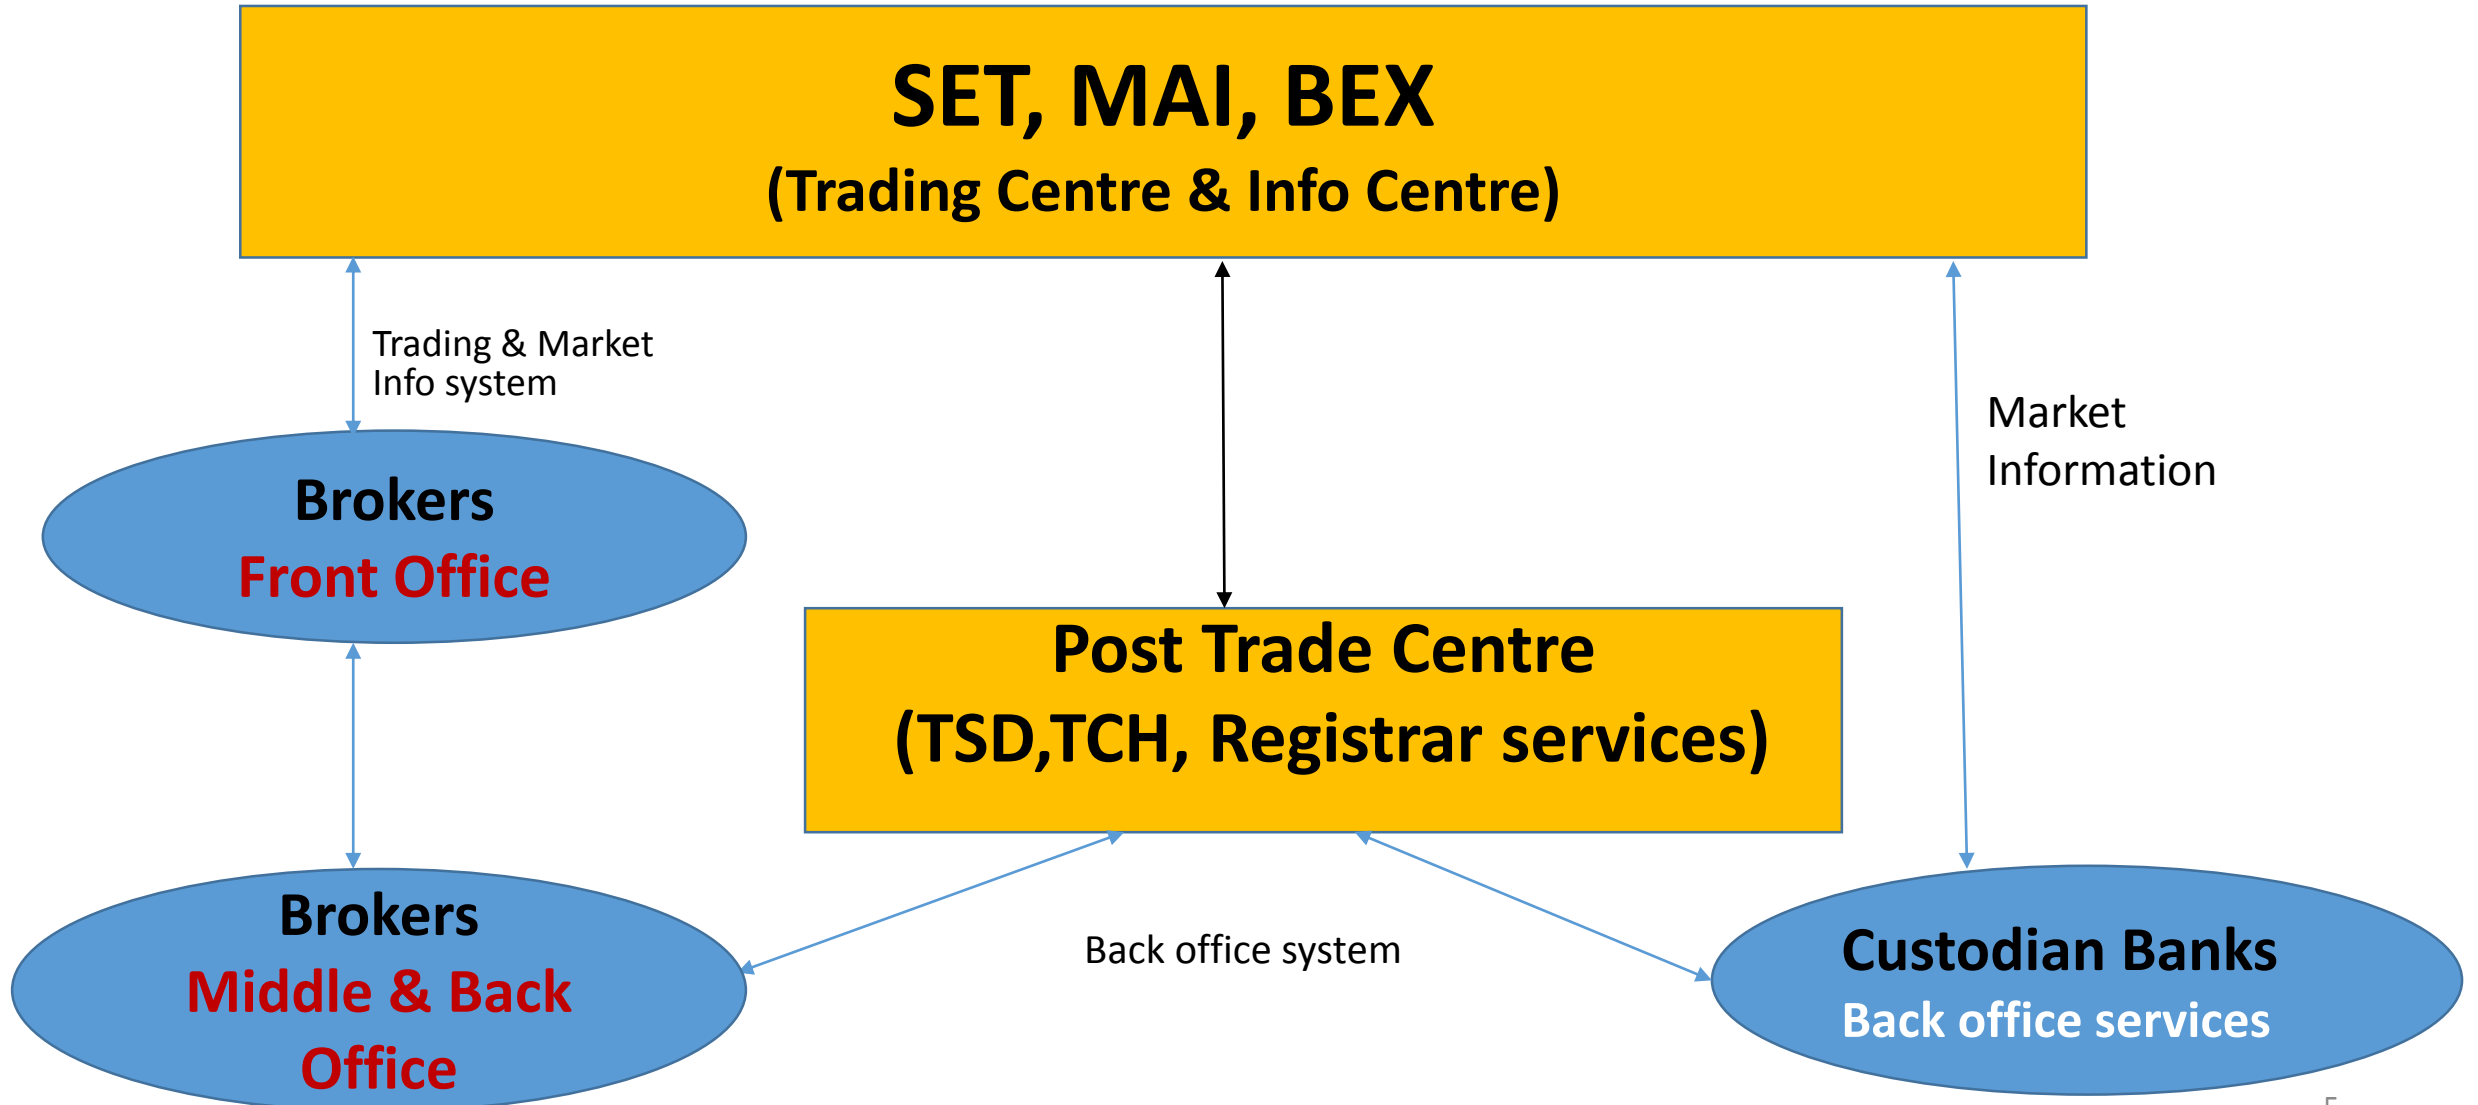 SET, MAI, BEX
(Trading Centre & Info Centre)
Trading & Market
Info system
Market
Information
Brokers
Front Office
Post Trade Centre
(TSD,TCH, Registrar services)
Brokers
Middle & Back
Office
Back office system
Custodian Banks
Back office services